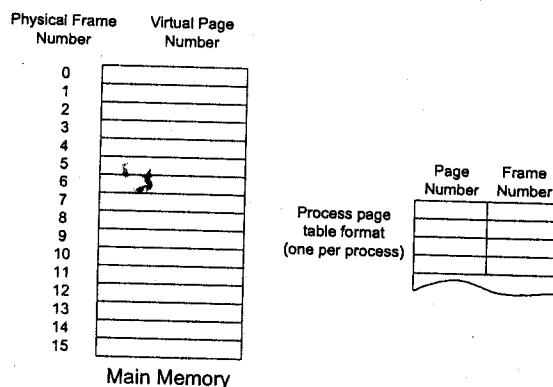 Physical Frame
Number
Virtual Page
Number
0
1
2
3
4
5
6
7
8
9
10
11
12
13
14
15
Main Memory
Page
Number
Frame
Number
Process page
table format
(one per process)